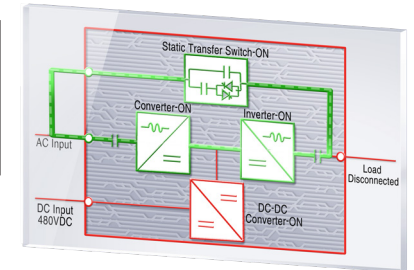 Static Transfer Switch-ON
Converter-ON
Inverter-ON
AC Input
Load
Disconnected
DC Input
480VDC
DC-DC
Converter-ON